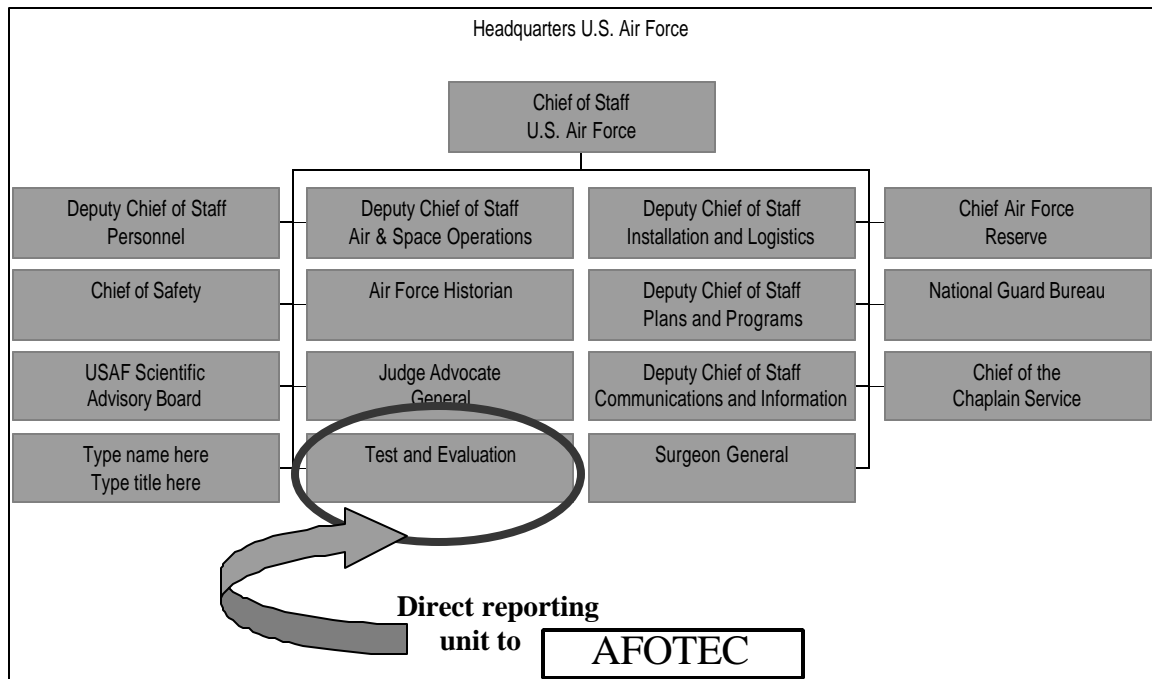 Headquarters U.S. Air Force
Chief of Staff
U.S. Air Force
Deputy Chief of Staff
Personnel
Deputy Chief of Staff
Air & Space Operations
Deputy Chief of Staff
Installation and Logistics
Chief Air Force
Reserve
Chief of Safety
Air Force Historian
Deputy Chief of Staff
Plans and Programs
National Guard Bureau
USAF Scientific
Advisory Board
Judge Advocate
General
Deputy Chief of Staff
Communications and Information
Chief of the
Chaplain Service
Type name here
Type title here
Test and Evaluation
Surgeon General
Direct reporting
unit to
AFOTEC